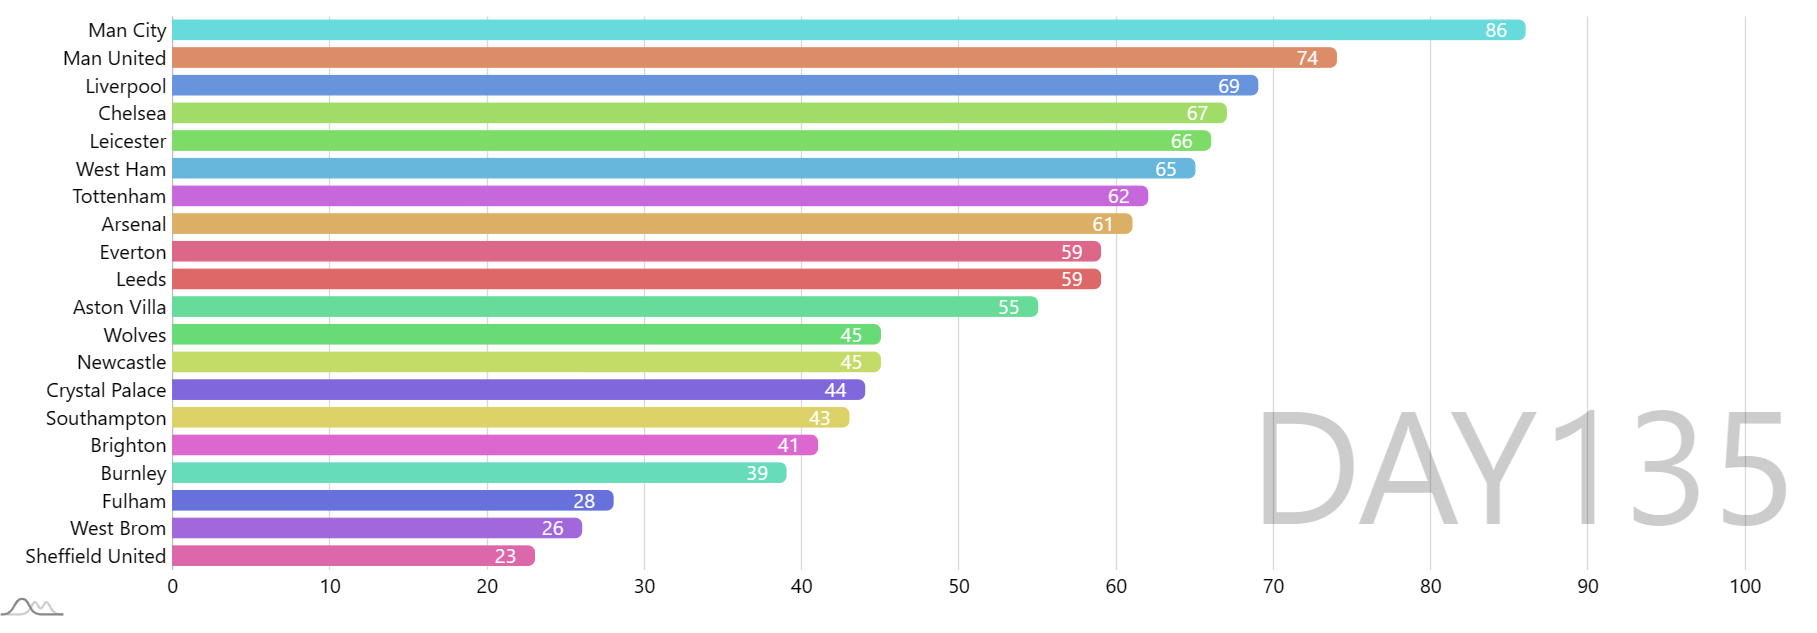 Man City 86
Man United 74
Liverpool 69
Chelsea 67
Leicester 66
West Ham 65
Tottenham 62
Arsenal 61
Everton 59
Leeds 59
Aston Villa 55
Wolves 45
Newcastle 45
Crystal Palace 44
Southampton 43
Brighton 41
Burnley 39
Fulham 28
West Brom 26
Sheffield United 23
DAY135
0 10 20 30 40 50 60 70 80 90 100